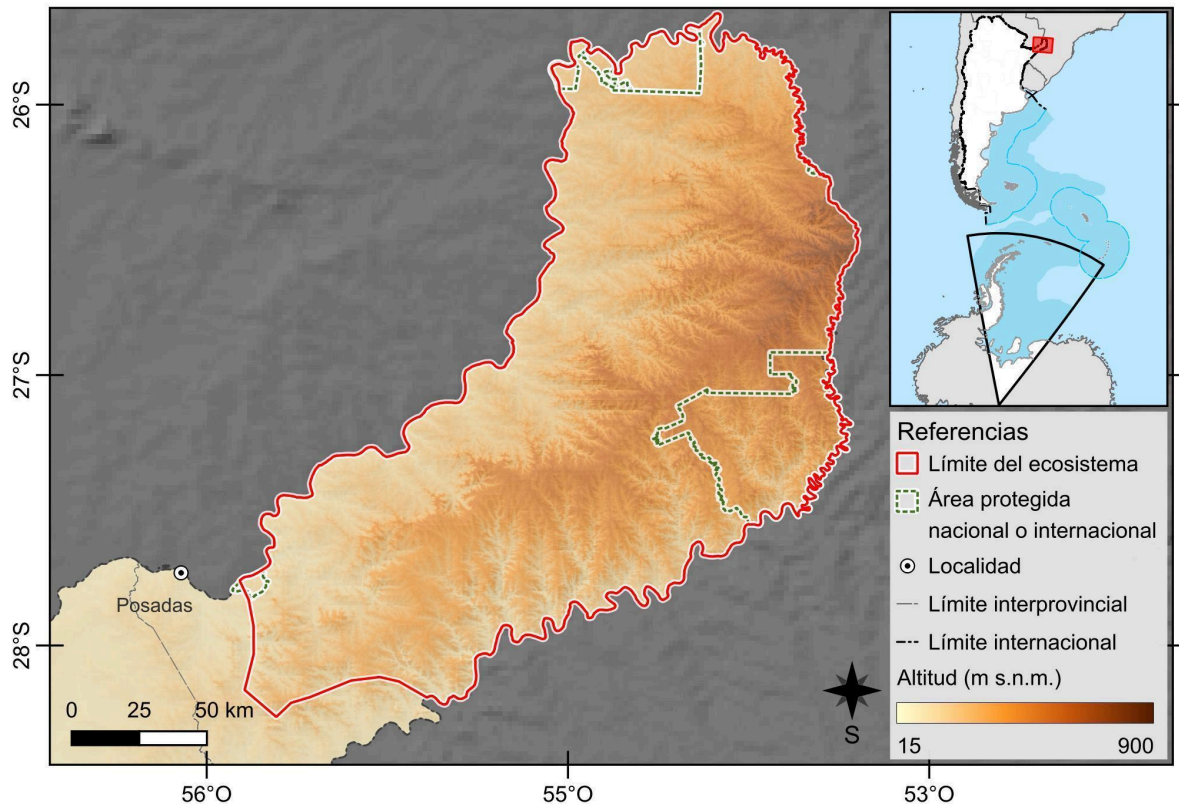 26°S
27°S
28°S
Posadas
0 25 50 km
S
56°O
55°O
53°O
Referencias
Límite del ecosistema
Área protegida
nacional o internacional
Localidad
Límite interprovincial
Límite internacional
Altitud (m s.n.m.)
15 900